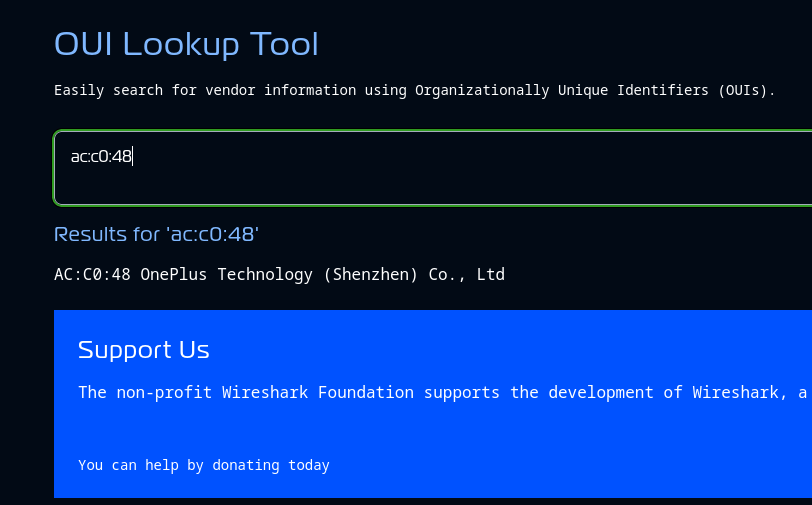 OUI Lookup Tool
Easily search for vendor information using Organizationally Unique Identifiers (OUIs).
ac:c0:48
Results for 'ac:c0:48'
AC:C0:48 OnePlus Technology (Shenzhen) Co., Ltd
Support Us
The non-profit Wireshark Foundation supports the development of Wireshark, a
You can help by donating today